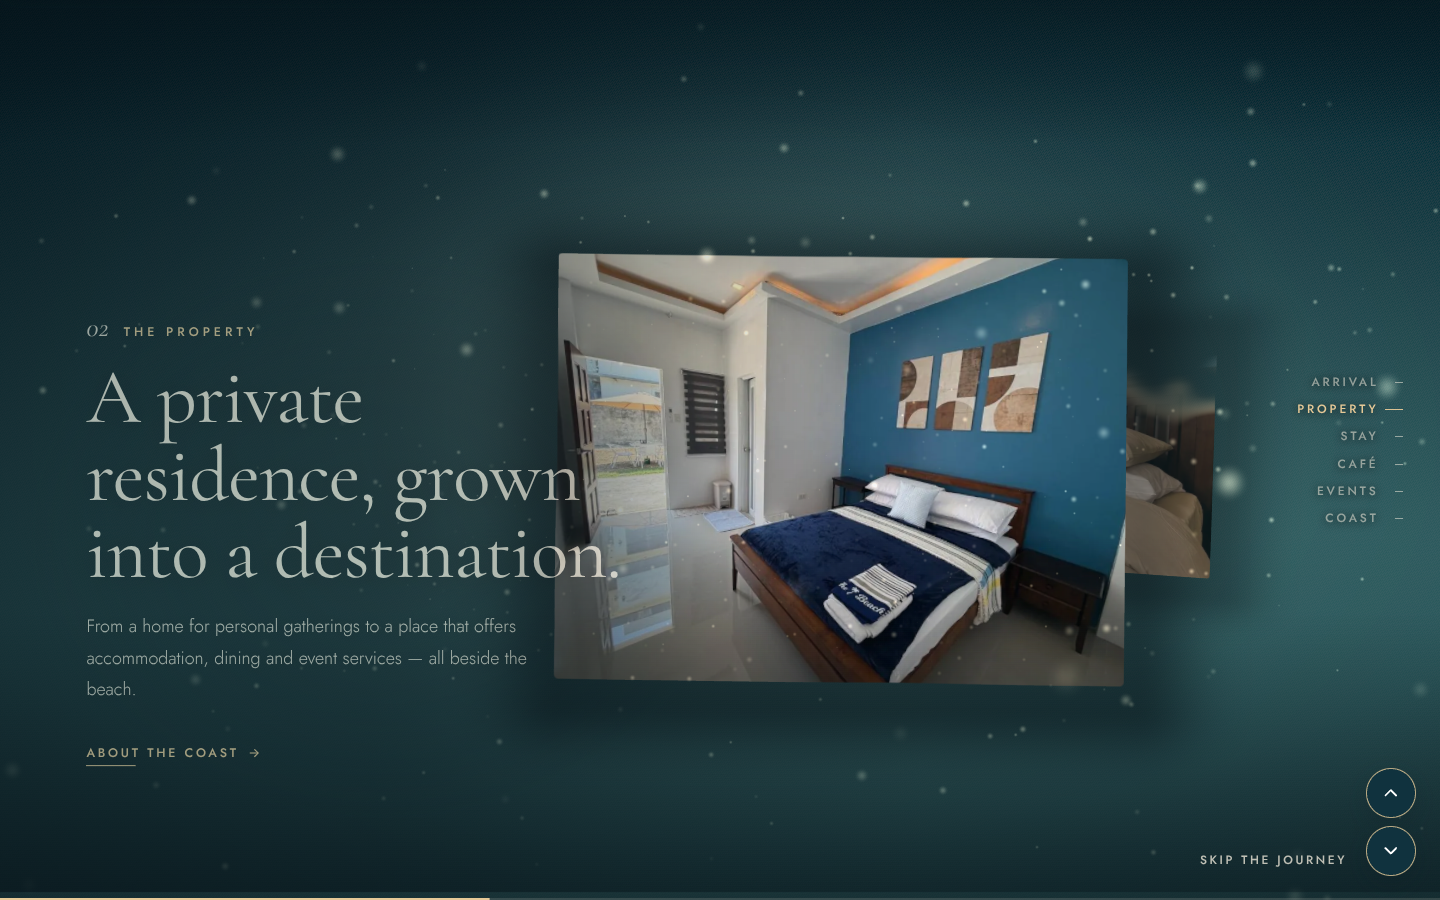 02 THE PROPERTY
A private
residence, grown
into a destination.
From a home for personal gatherings to a place that offers
accommodation, dining and event services — all beside the
beach.
ABOUT THE COAST →
Beach
ARRIVAL
PROPERTY
STAY
CAFÉ
EVENTS
COAST
SKIP THE JOURNEY